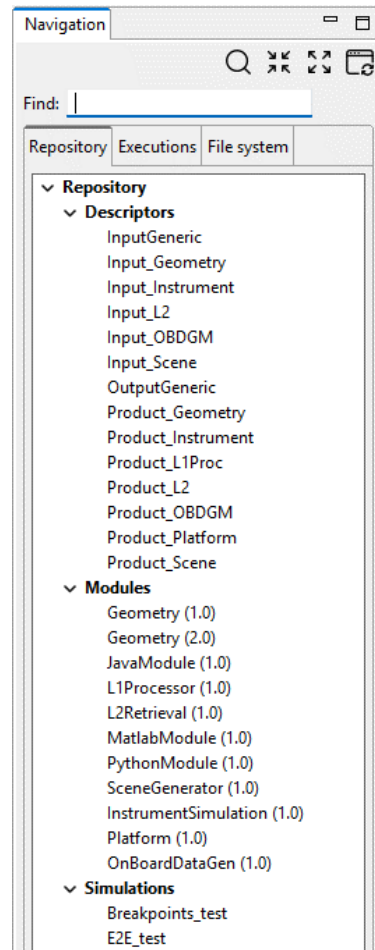 Navigation
Find:
Repository Executions File system
Repository
Descriptors
InputGeneric
Input_Geometry
Input_Instrument
Input_L2
Input_OBDGM
Input_Scene
OutputGeneric
Product_Geometry
Product_Instrument
Product_L1Proc
Product_L2
Product_OBDGM
Product_Platform
Product_Scene
Modules
Geometry (1.0)
Geometry (2.0)
JavaModule (1.0)
L1Processor (1.0)
L2Retrieval (1.0)
MatlabModule (1.0)
PythonModule (1.0)
SceneGenerator (1.0)
InstrumentSimulation (1.0)
Platform (1.0)
OnBoardDataGen (1.0)
Simulations
Breakpoints_test
E2E_test